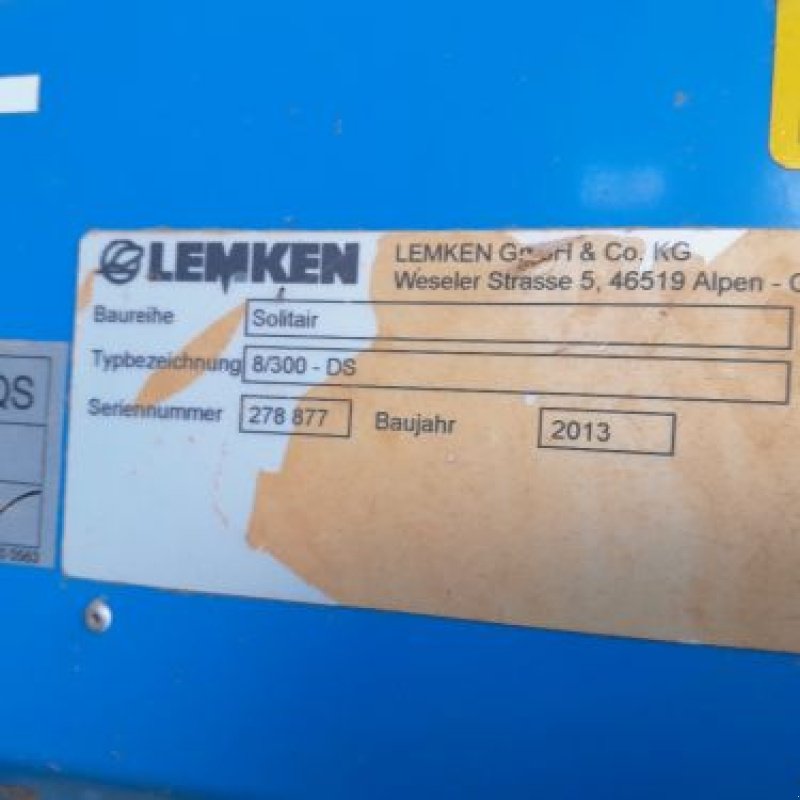 LEMKEN
LEMKEN GmbH & Co. KG
Weseler Strasse 5, 46519 Alpen -
Baureihe Solitair
Typbezeichnung 8/300 - DS
Seriennummer 278 877 Baujahr 2013
QS